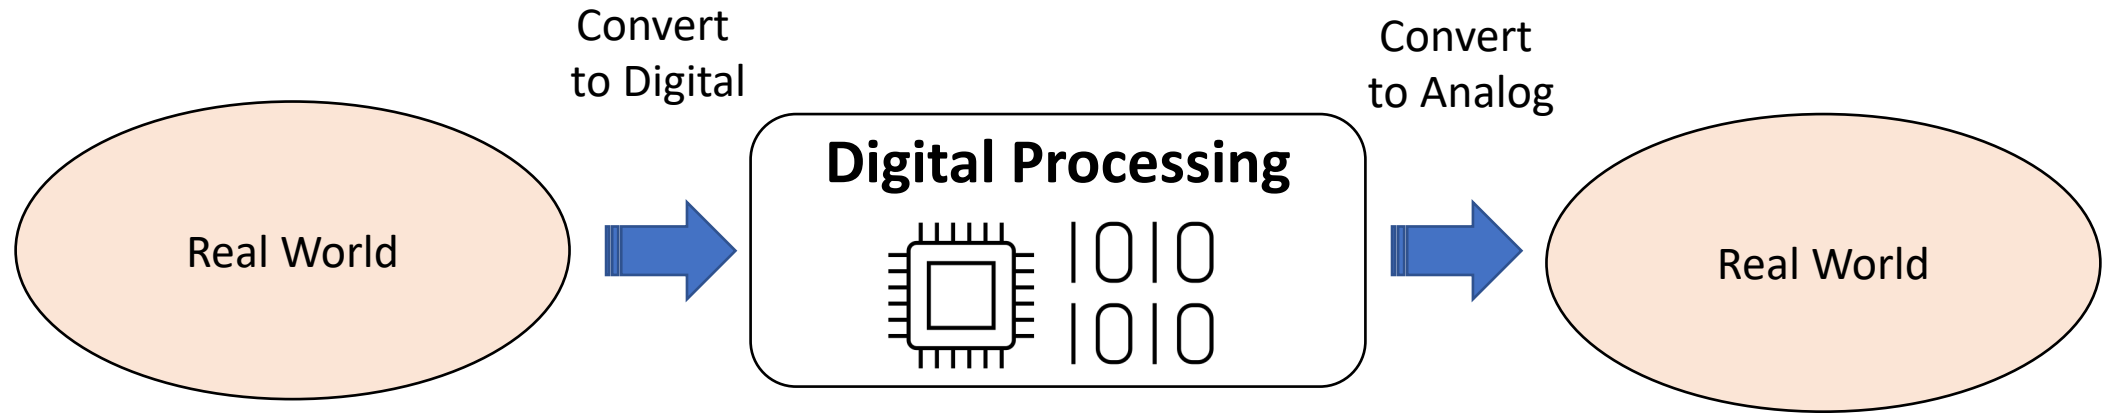 Convert
to Digital
Convert
to Analog
Real World
Digital Processing
1010
1010
Real World